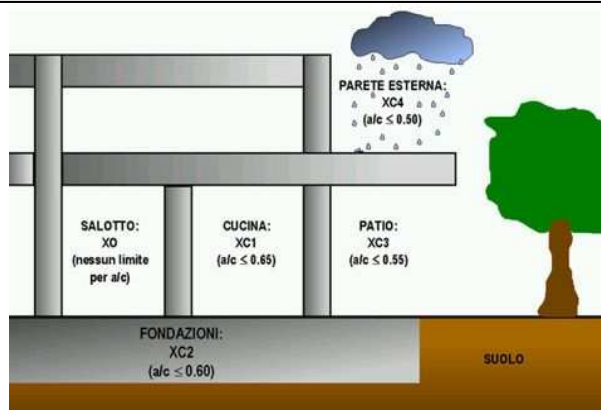 PARETE ESTERNA:
XC4
(a/c ≤ 0.50)
SALOTTO:
XO
(nessun limite
per a/c)
CUCINA:
XC1
(a/c ≤ 0.65)
PATIO:
XC3
(a/c ≤ 0.55)
FONDAZIONI:
XC2
(a/c ≤ 0.60)
SUOLO